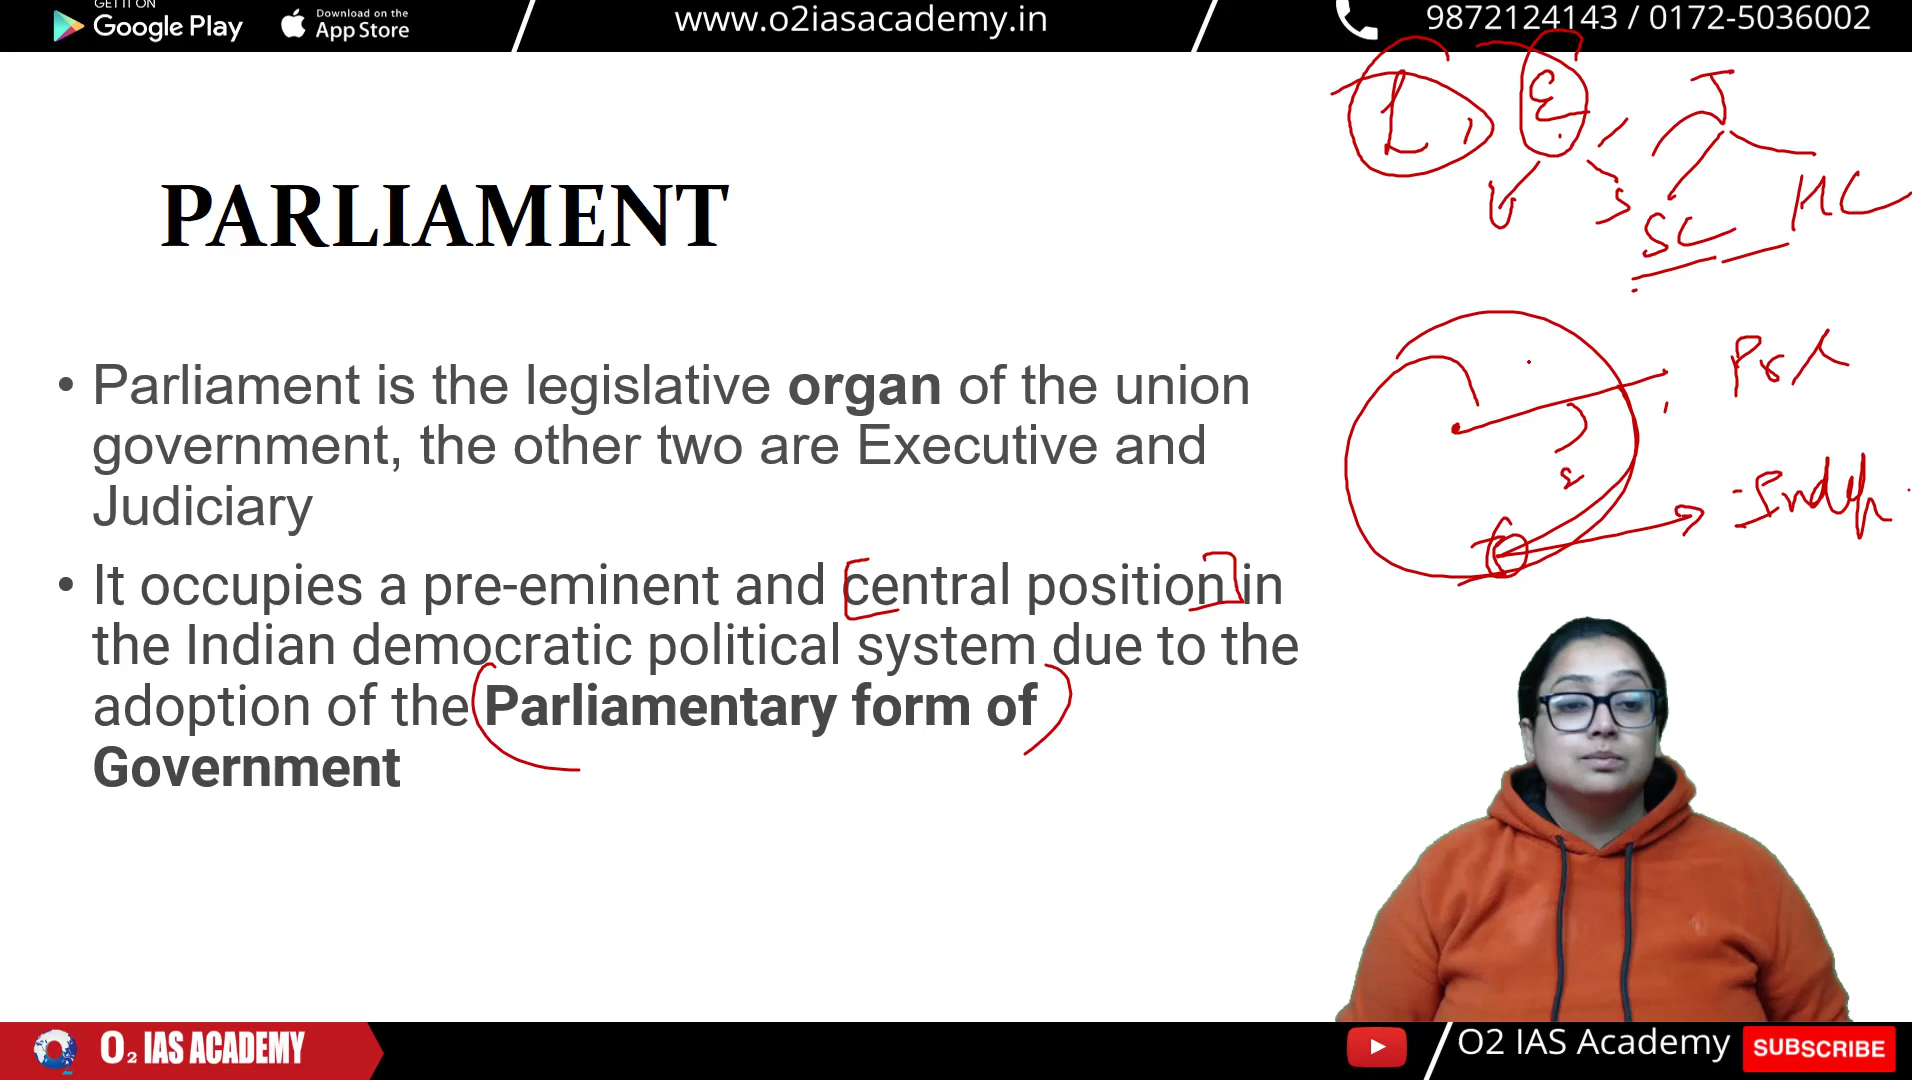 GET IT ON
Google Play
Download on the
App Store
www.o2iasacademy.in
9872124143 / 0172-5036002
L, E, J
U S SC HC
PARLIAMENT
• Parliament is the legislative organ of the union
government, the other two are Executive and
Judiciary
• It occupies a pre-eminent and central position in
the Indian democratic political system due to the
adoption of the Parliamentary form of
Government
O2 IAS ACADEMY
O2 IAS Academy
SUBSCRIBE